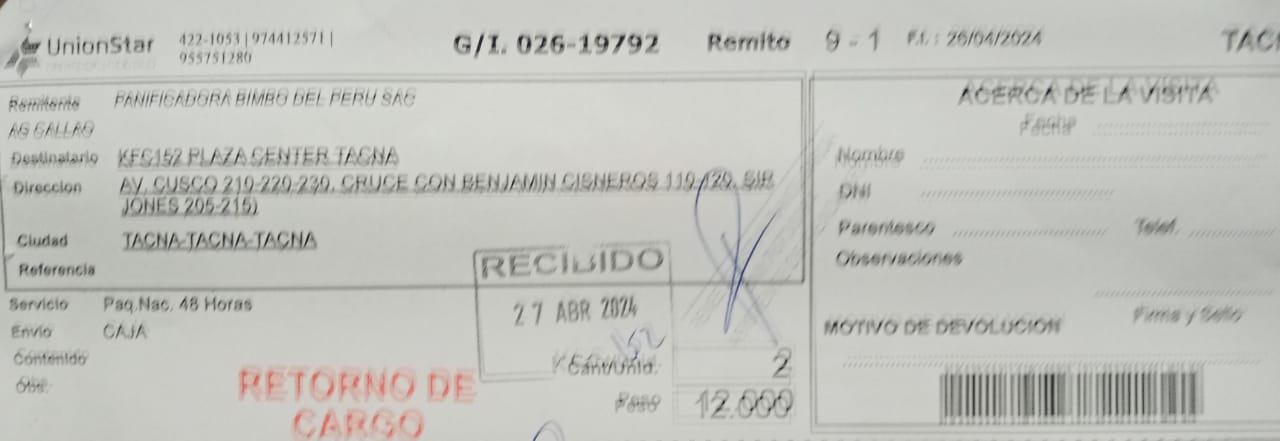 UnionStar 422-1053 | 974412571 |
955751280
G/I. 026-19792 Remito 9 - 1 F.I. : 26/04/2024 TAC
Remitente PANIFICADORA BIMBO DEL PERU SAC
AG CALLAO
Destinatario KFC152 PLAZA CENTER TACNA
Direccion AV. CUSCO 210-220-230, CRUCE CON BENJAMIN CISNEROS 110-120, SIR
JONES 205-215)
Ciudad TACNA-TACNA-TACNA
Referencia
Servicio Paq.Nac. 48 Horas
Envio CAJA
Contenido
Obs:
RETORNO DE
CARGO
RECIBIDO
27 ABR 2024
152
2
Peso 12.000
ACERCA DE LA VISITA
Fecha
Nombre
DNI
Parentesco Telef.
Observaciones
Firma y Sello
MOTIVO DE DEVOLUCION